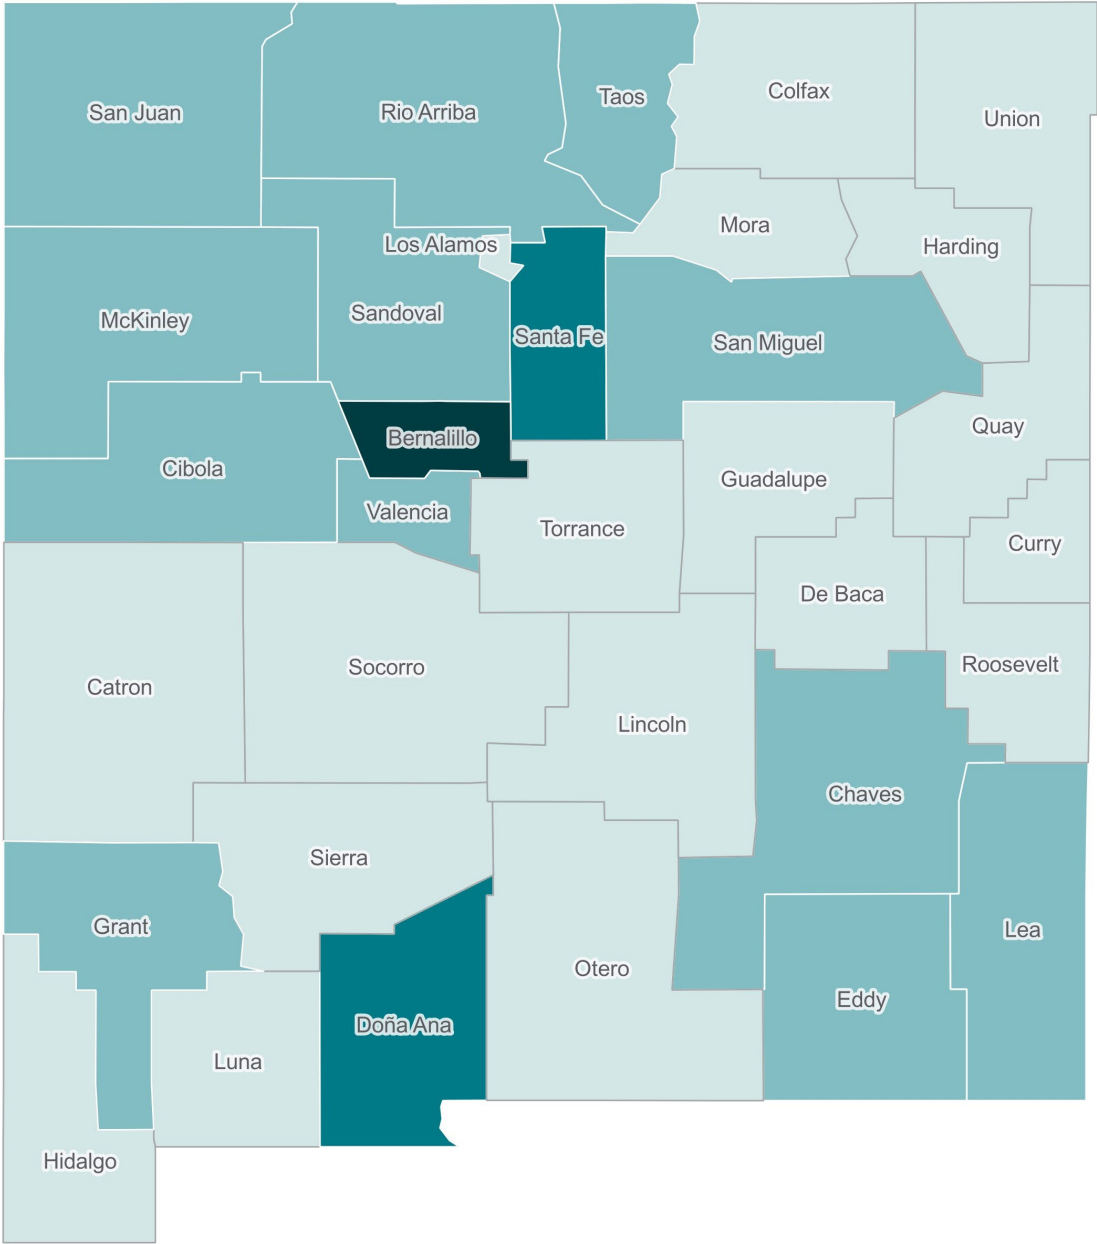 Taos
Colfax
San Juan
Rio Arriba
Union
Mora
Los Alamos
Harding
McKinley
Sandoval
Santa Fe
San Miguel
Quay
Bernalillo
Cibola
Guadalupe
Valencia
Torrance
Curry
De Baca
Socorro
Roosevelt
Catron
Lincoln
Chaves
Sierra
Grant
Lea
Otero
Eddy
Doña Ana
Luna
Hidalgo